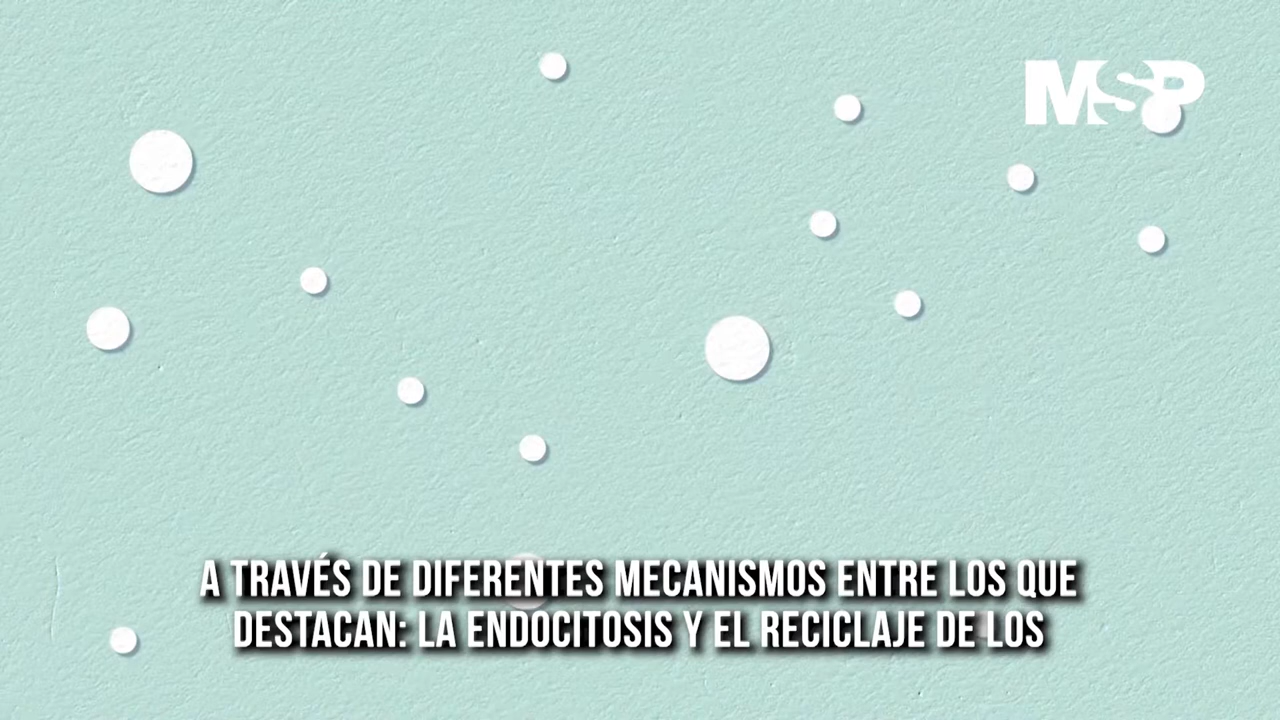 MSP
A TRAVÉS DE DIFERENTES MECANISMOS ENTRE LOS QUE
DESTACAN: LA ENDOCITOSIS Y EL RECICLAJE DE LOS